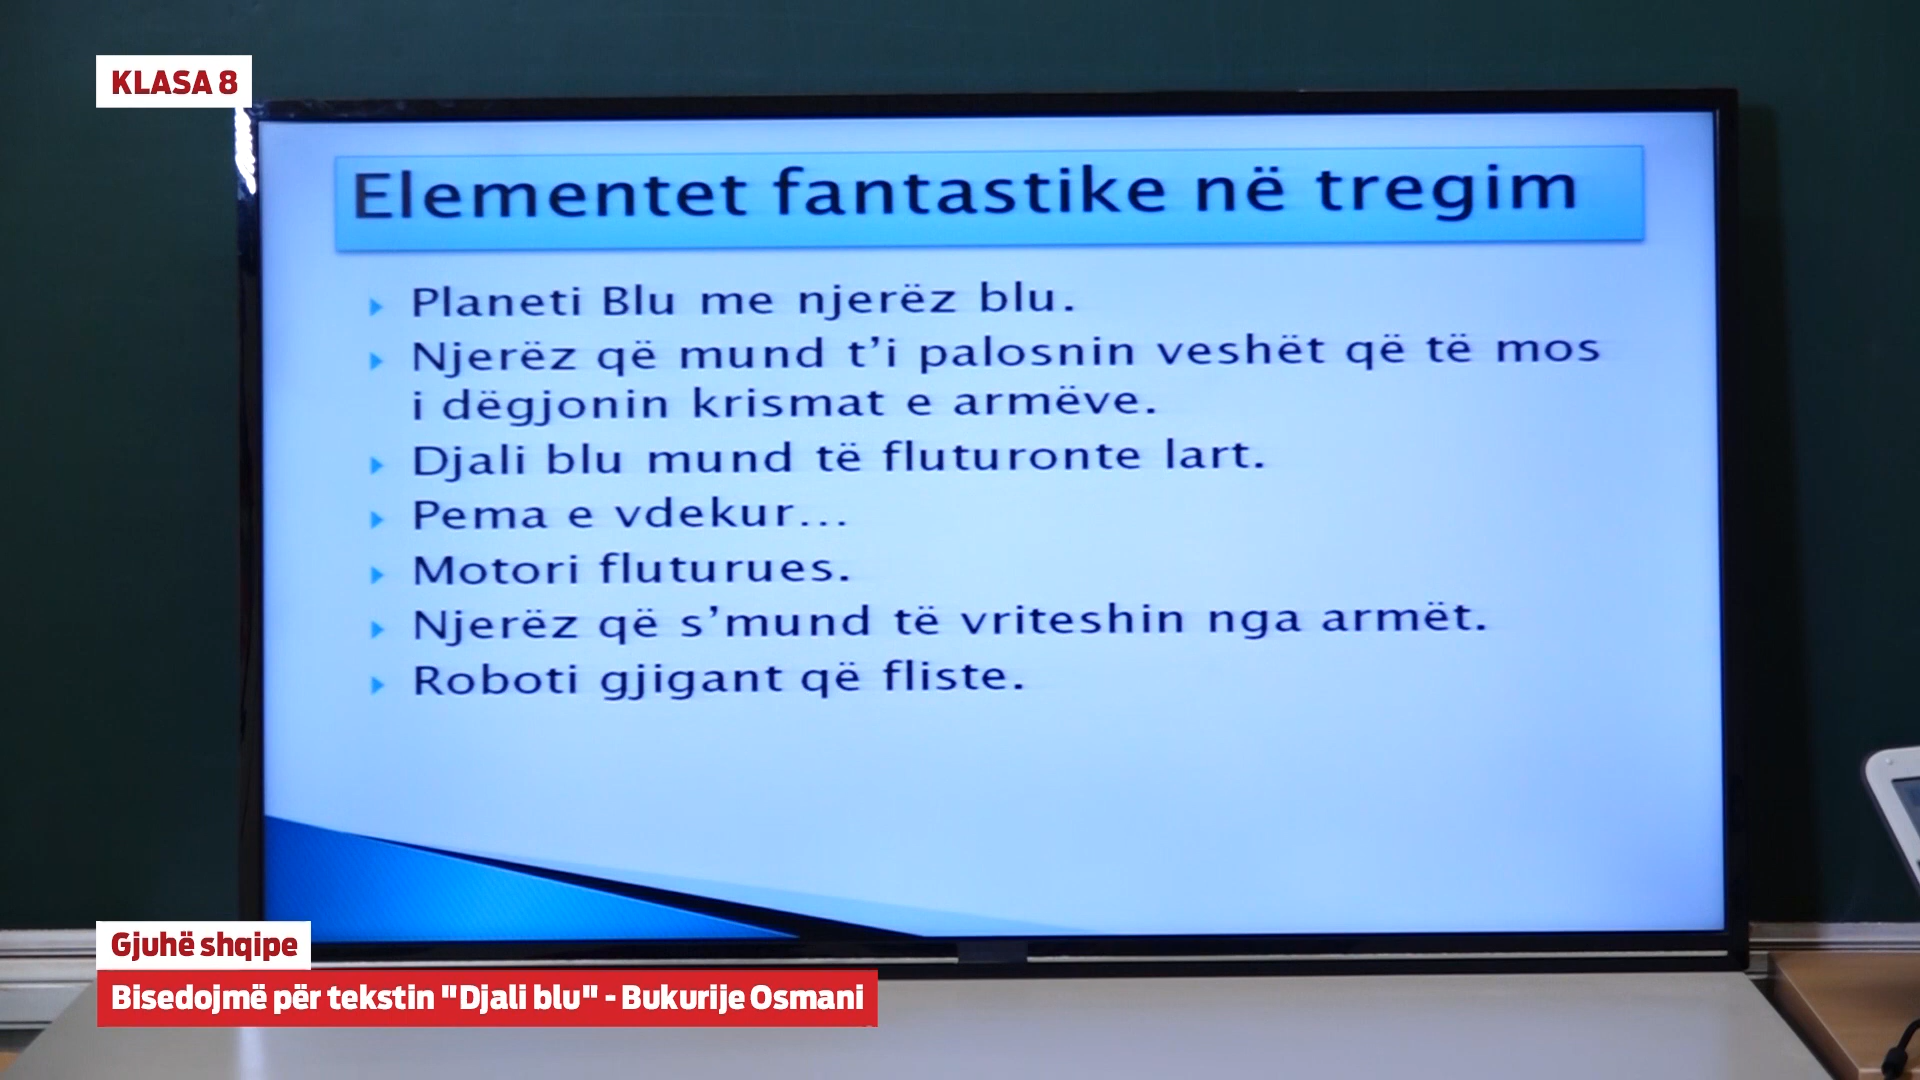 KLASA 8
Elementet fantastike në tregim
Planeti Blu me njerëz blu.
Njerëz që mund t’i palosnin veshët që të mos
i dëgjonin krismat e armëve.
Djali blu mund të fluturonte lart.
Pema e vdekur...
Motori fluturues.
Njerëz që s’mund të vriteshin nga armët.
Roboti gjigant që fliste.
Gjuhë shqipe
Bisedojmë për tekstin "Djali blu" - Bukurije Osmani